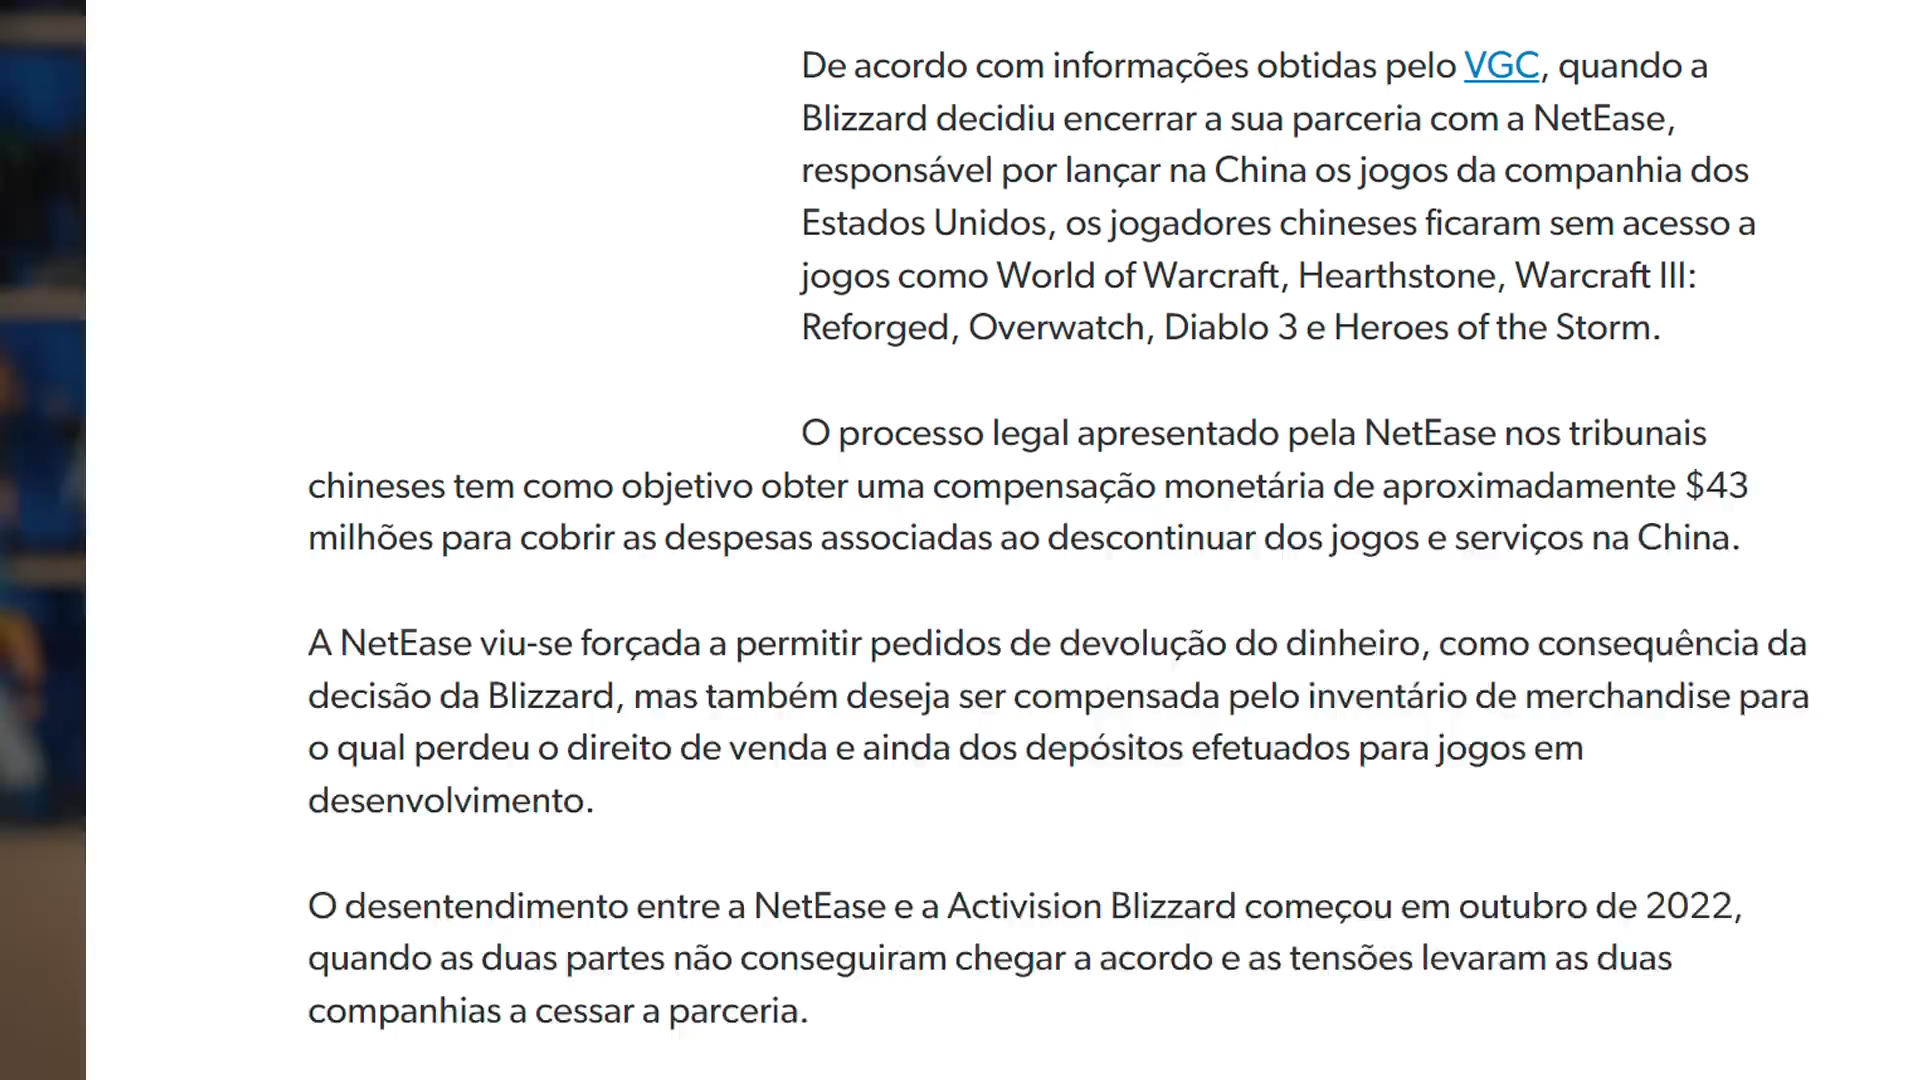 De acordo com informações obtidas pelo VGC, quando a
Blizzard decidiu encerrar a sua parceria com a NetEase,
responsável por lançar na China os jogos da companhia dos
Estados Unidos, os jogadores chineses ficaram sem acesso a
jogos como World of Warcraft, Hearthstone, Warcraft III:
Reforged, Overwatch, Diablo 3 e Heroes of the Storm.
O processo legal apresentado pela NetEase nos tribunais
chineses tem como objetivo obter uma compensação monetária de aproximadamente $43
milhões para cobrir as despesas associadas ao descontinuar dos jogos e serviços na China.
A NetEase viu-se forçada a permitir pedidos de devolução do dinheiro, como consequência da
decisão da Blizzard, mas também deseja ser compensada pelo inventário de merchandise para
o qual perdeu o direito de venda e ainda dos depósitos efetuados para jogos em
desenvolvimento.
O desentendimento entre a NetEase e a Activision Blizzard começou em outubro de 2022,
quando as duas partes não conseguiram chegar a acordo e as tensões levaram as duas
companhias a cessar a parceria.